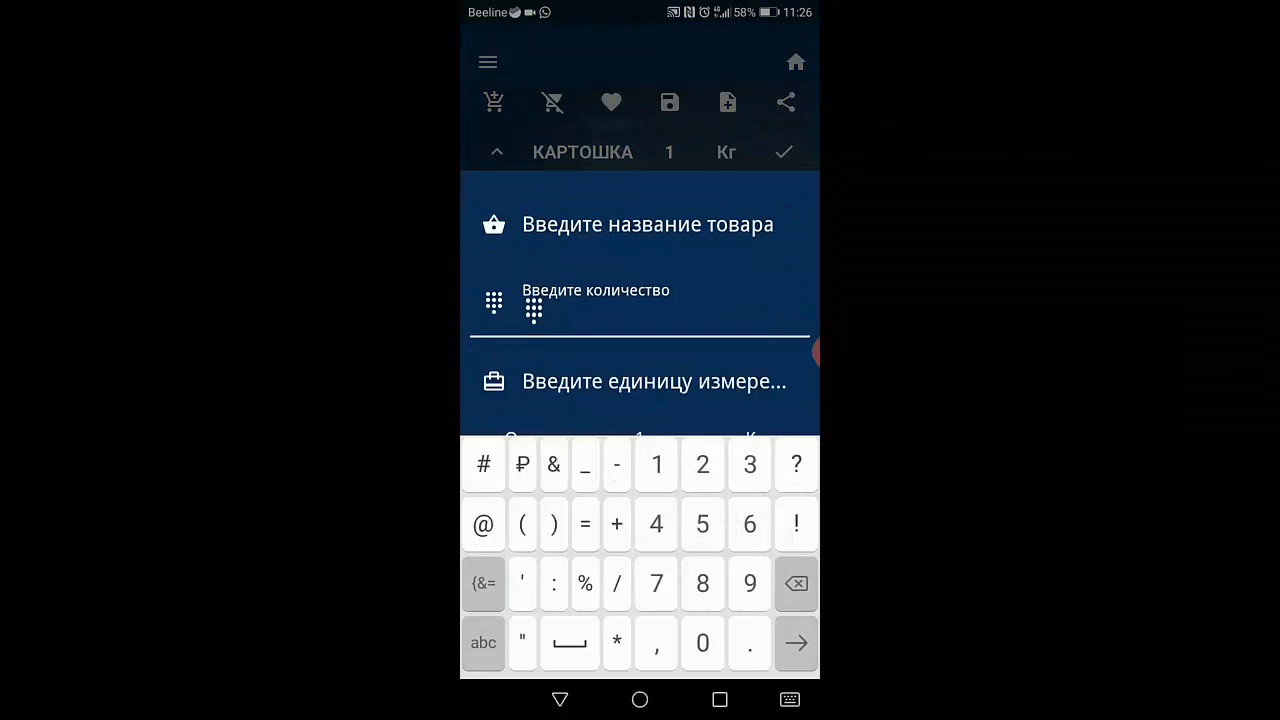 Beeline 58% 11:26
КАРТОШКА 1 Кг
Введите название товара
Введите количество
Введите единицу измере...
# ₽ & _ - 1 2 3 ?
@ ( ) = + 4 5 6 !
{&= ' : % / 7 8 9
abc " * , 0 .